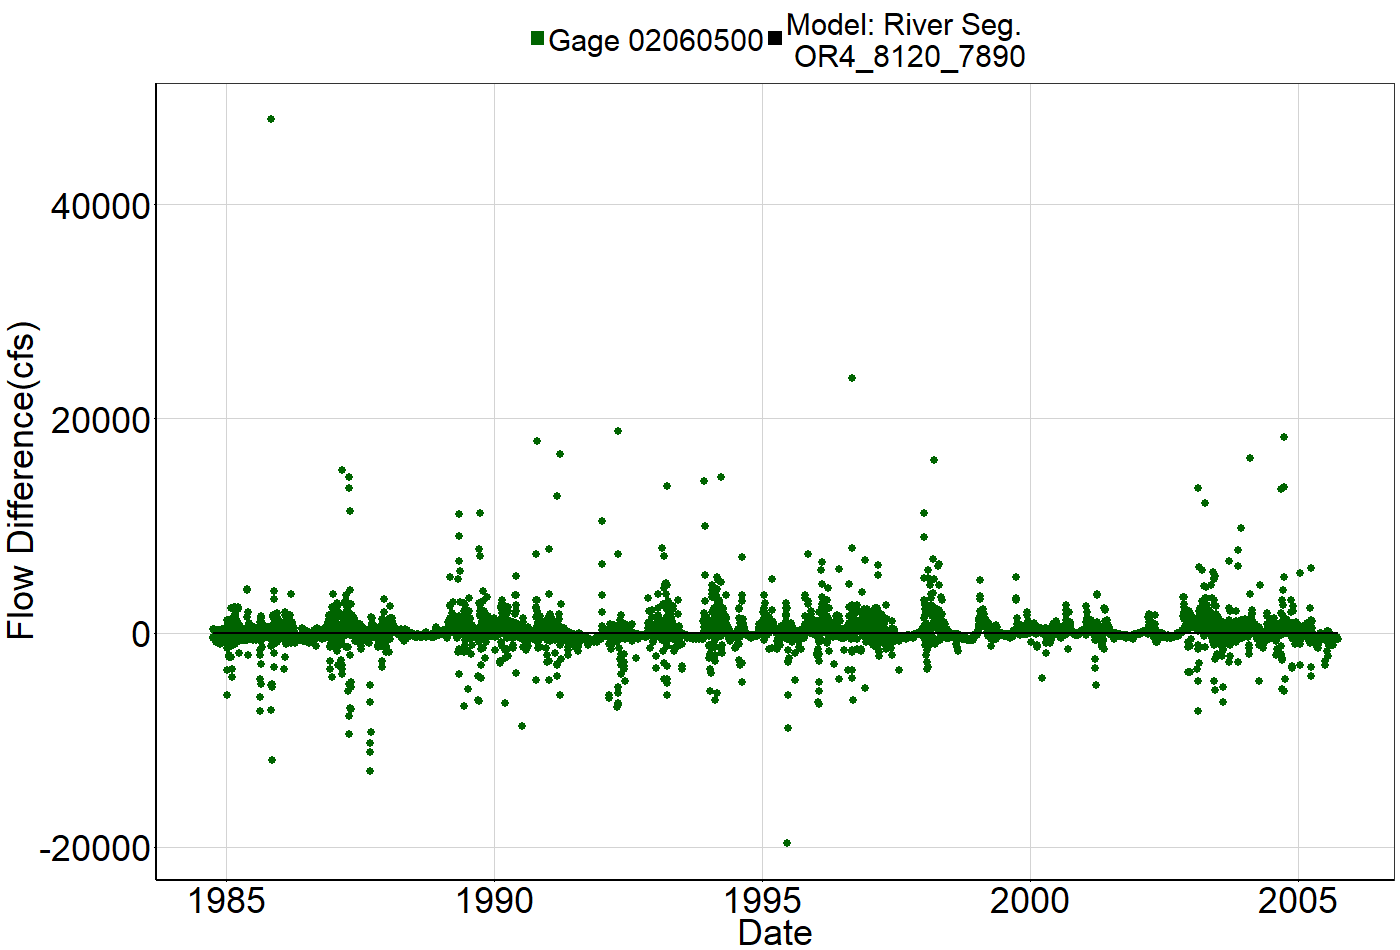 Gage 02060500
Model: River Seg.
OR4_8120_7890
Flow Difference(cfs)
40000
20000
0
-20000
1985 1990 1995 2000 2005
Date